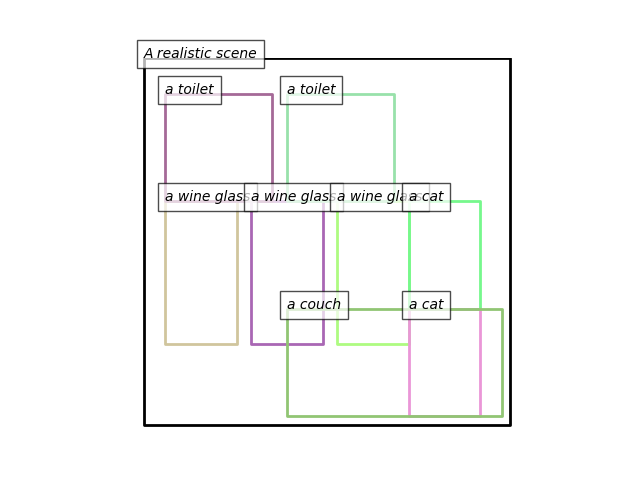 A realistic scene
a toilet
a toilet
a wine glass
a wine glass
a wine glass
a cat
a couch
a cat